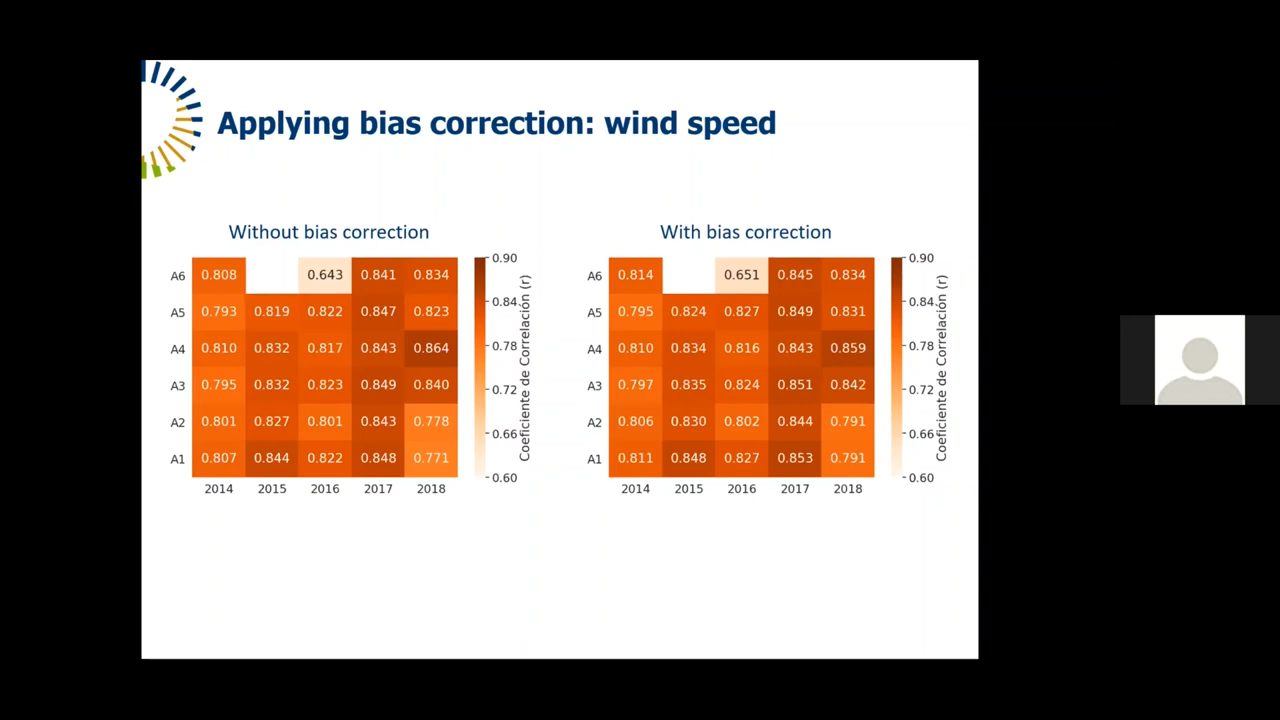 Applying bias correction: wind speed
Without bias correction
A6 0.808 0.643 0.841 0.834
A5 0.793 0.819 0.822 0.847 0.823
A4 0.810 0.832 0.817 0.843 0.864
A3 0.795 0.832 0.823 0.849 0.840
A2 0.801 0.827 0.801 0.843 0.778
A1 0.807 0.844 0.822 0.848 0.771
2014 2015 2016 2017 2018
0.90
0.84
0.78
0.72
0.66
0.60
Coeficiente de Correlación (r)
With bias correction
A6 0.814 0.651 0.845 0.834
A5 0.795 0.824 0.827 0.849 0.831
A4 0.810 0.834 0.816 0.843 0.859
A3 0.797 0.835 0.824 0.851 0.842
A2 0.806 0.830 0.802 0.844 0.791
A1 0.811 0.848 0.827 0.853 0.791
2014 2015 2016 2017 2018
0.90
0.84
0.78
0.72
0.66
0.60
Coeficiente de Correlación (r)